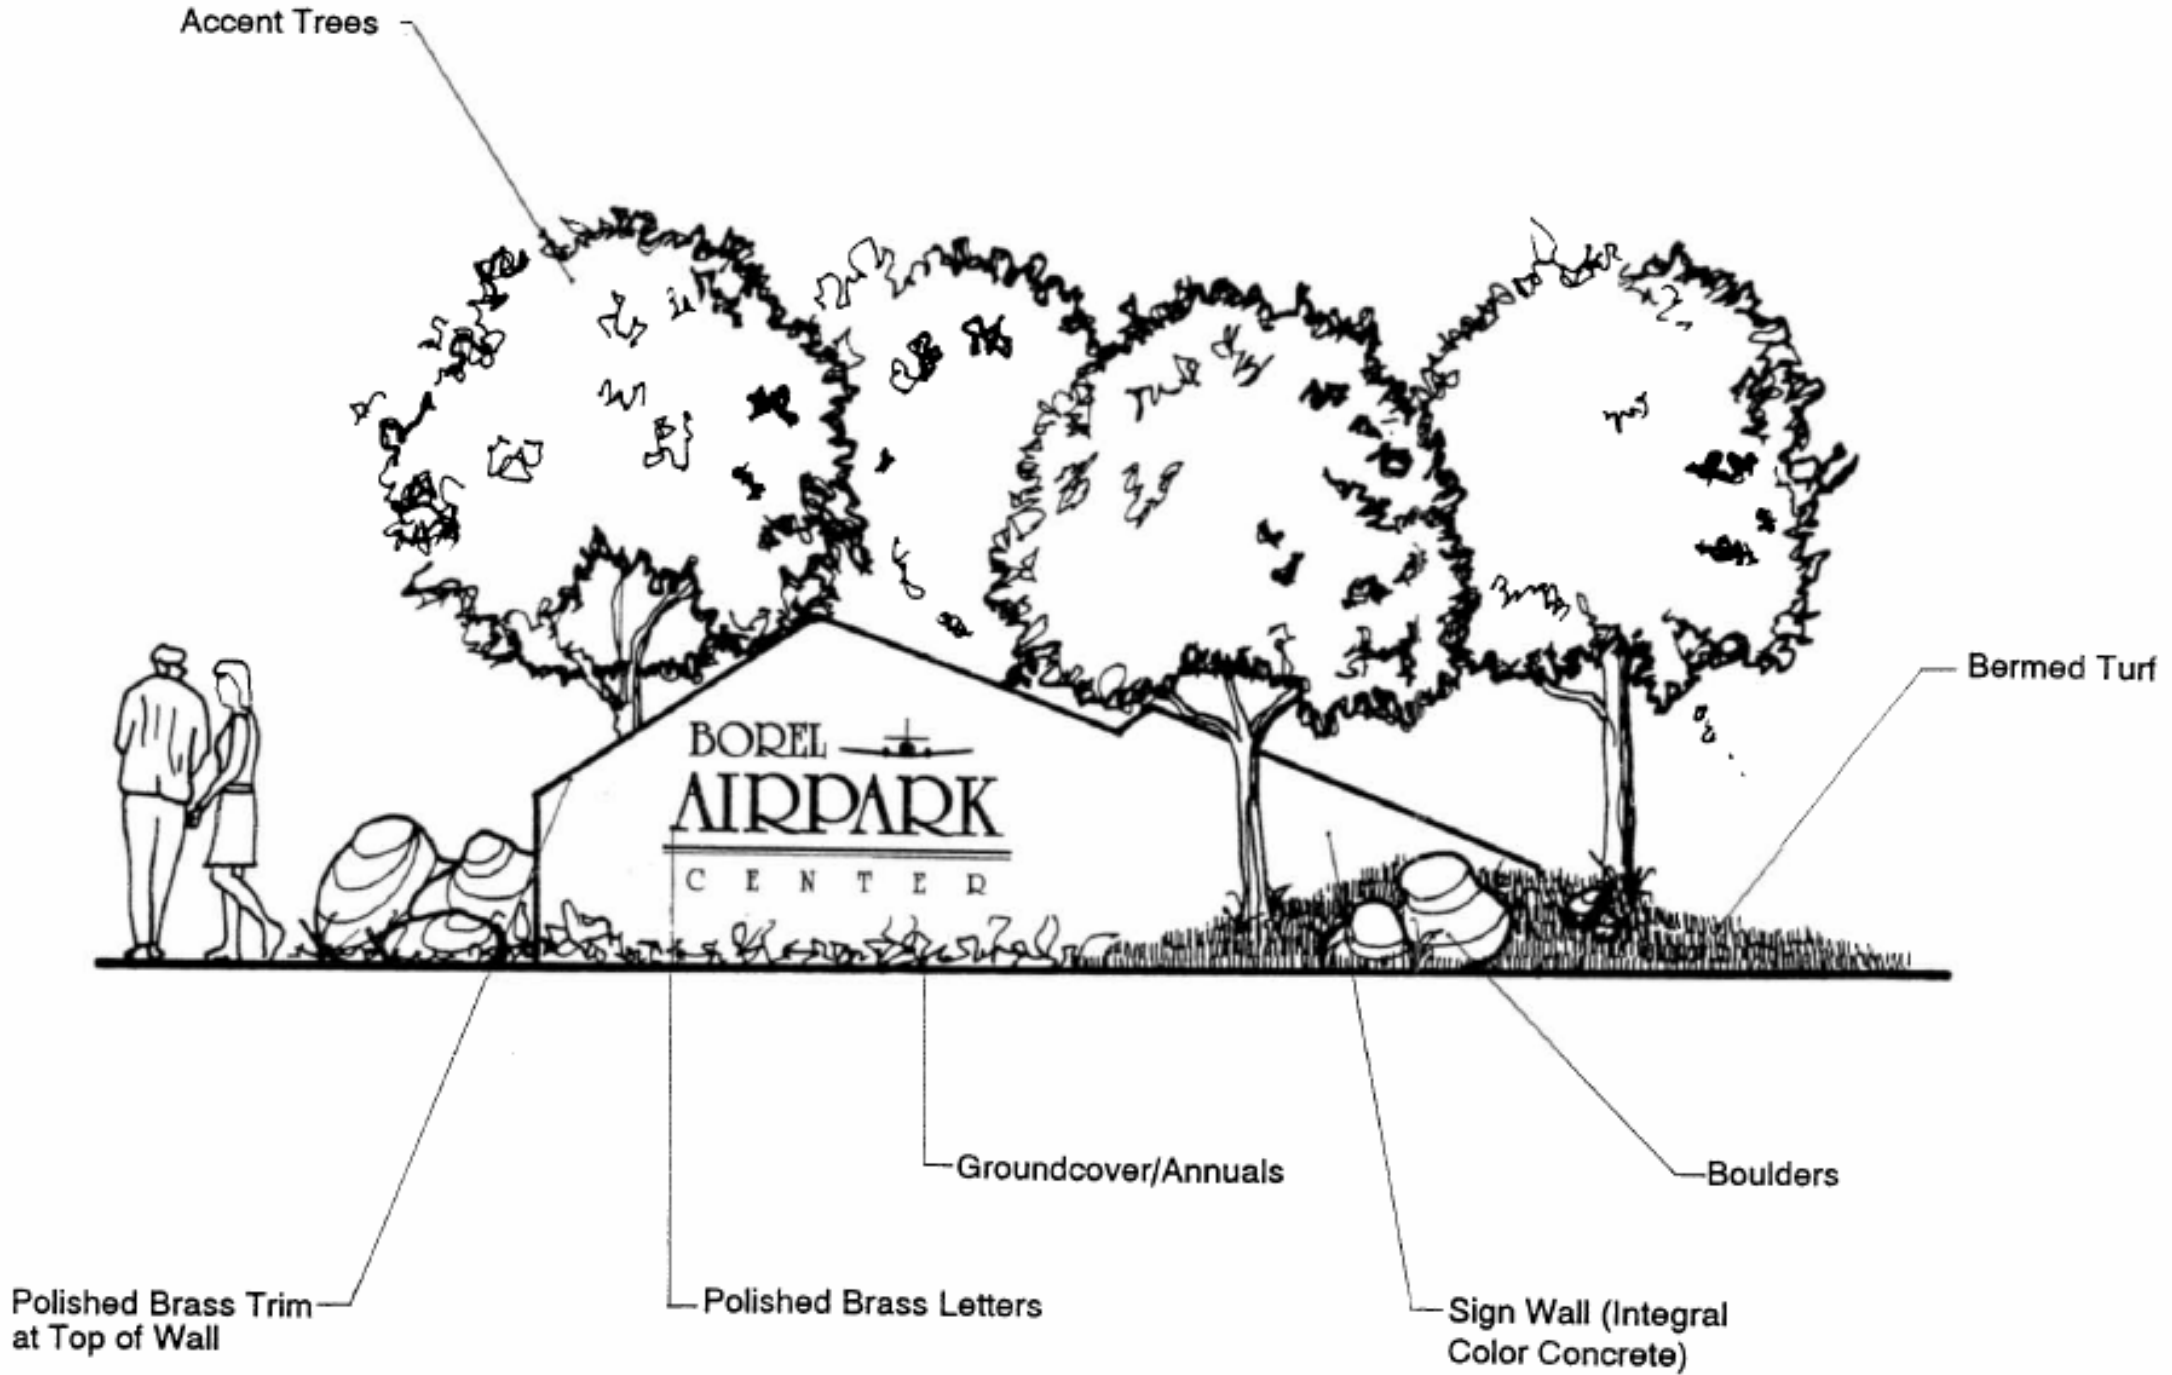 Accent Trees
Bermed Turf
BOREL
AIRPARK
CENTER
Groundcover/Annuals
Boulders
Polished Brass Trim
at Top of Wall
Polished Brass Letters
Sign Wall (Integral
Color Concrete)